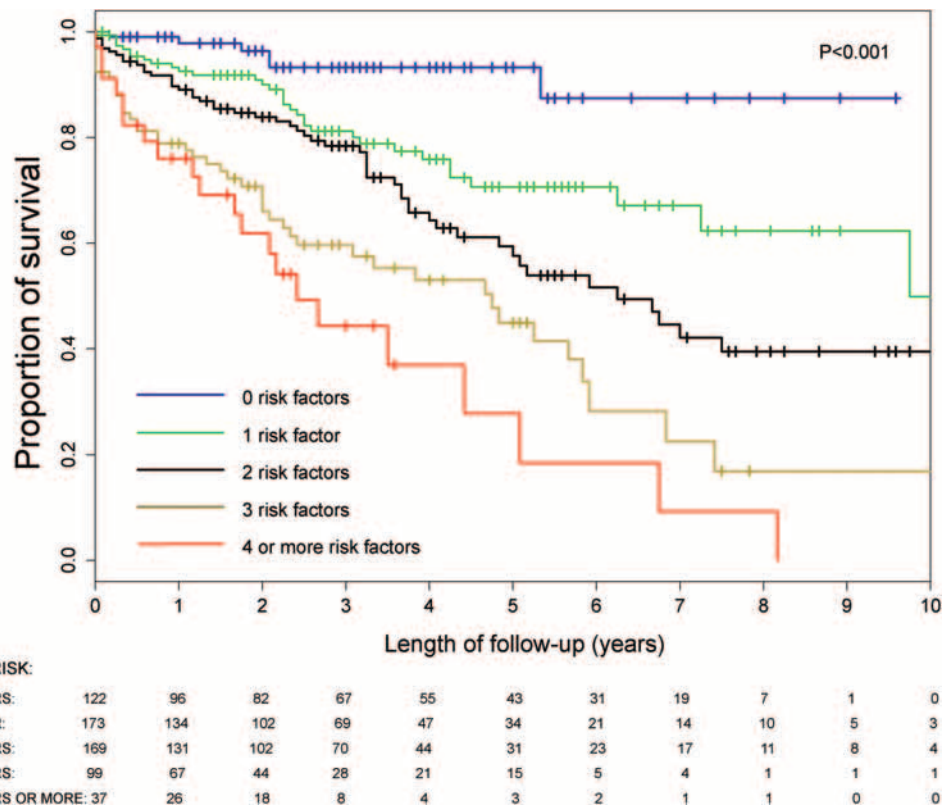 P<0.001
Proportion of survival
1.0
0.8
0.6
0.4
0.2
0.0
0 risk factors
1 risk factor
2 risk factors
3 risk factors
4 or more risk factors
0 1 2 3 4 5 6 7 8 9 10
Length of follow-up (years)
RISK:
RS: 122 96 82 67 55 43 31 19 7 1 0
R: 173 134 102 69 47 34 21 14 10 5 3
RS: 169 131 102 70 44 31 23 17 11 8 4
RS: 99 67 44 28 21 15 5 4 1 1 1
RS OR MORE: 37 26 18 8 4 3 2 1 1 0 0